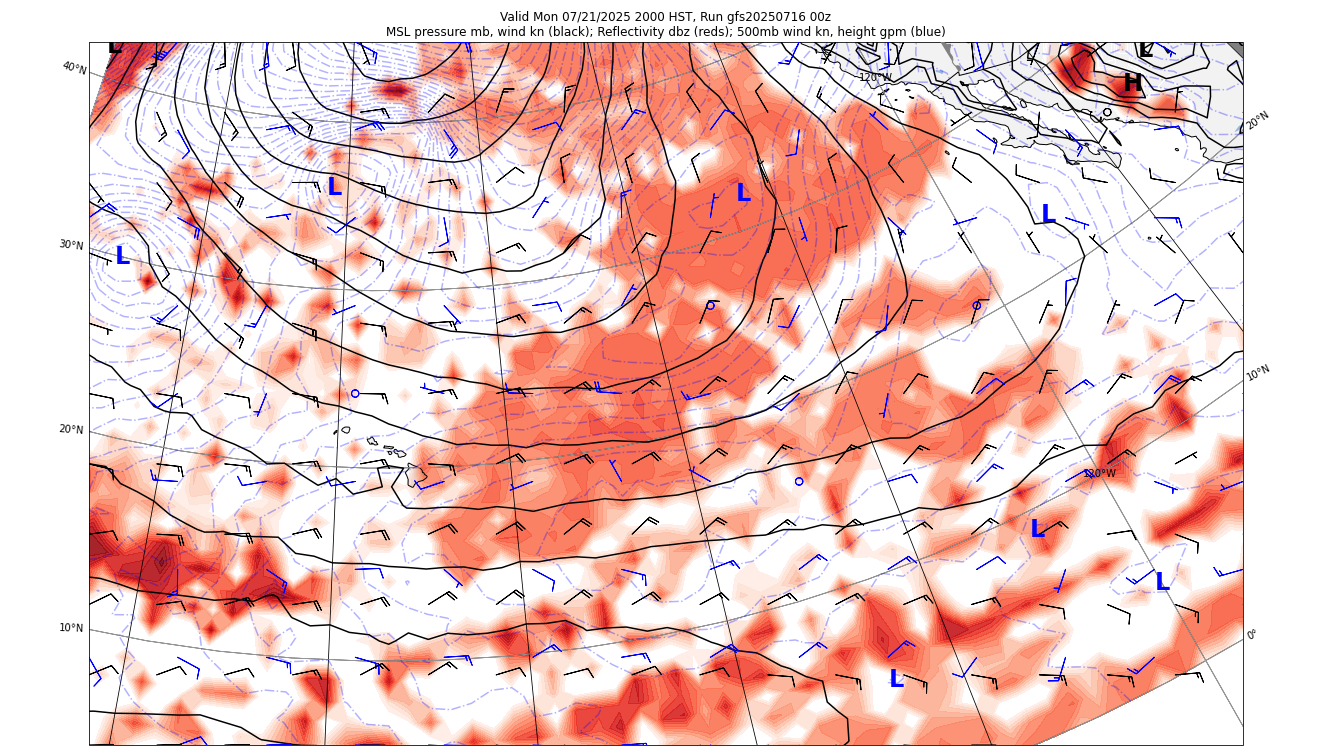 Valid Mon 07/21/2025 2000 HST, Run gfs20250716 00z
MSL pressure mb, wind kn (black); Reflectivity dbz (reds); 500mb wind kn, height gpm (blue)
L
L
40°N
120°W
H
20°N
L
L
L
30°N
L
10°N
20°N
120°W
L
L
10°N
0°
L